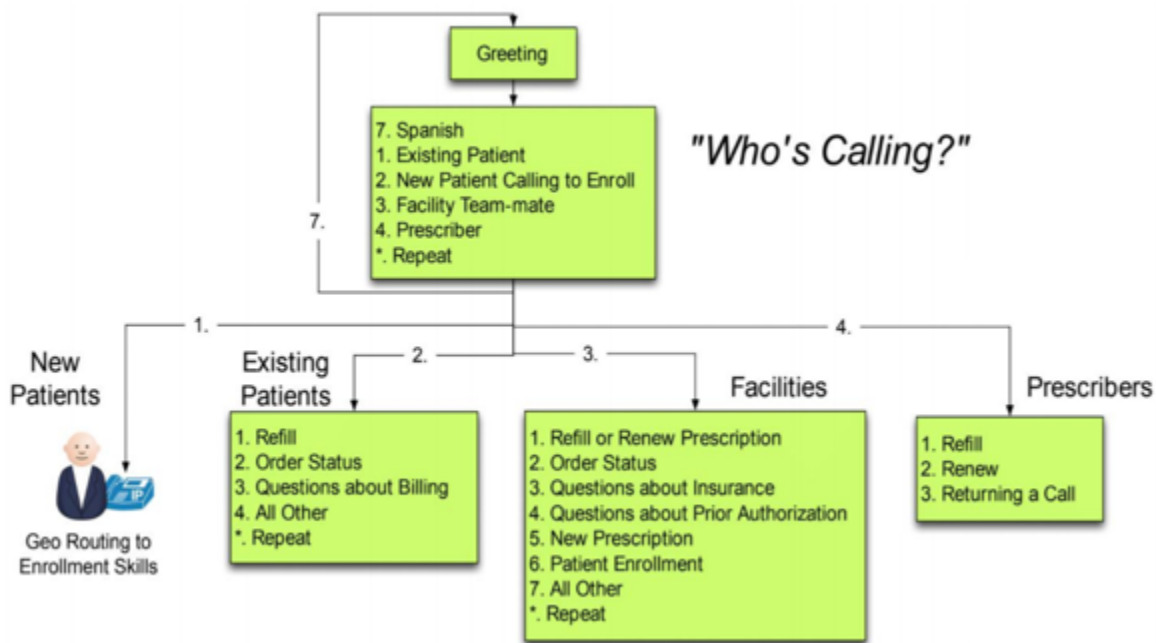 Greeting
7. Spanish
1. Existing Patient
2. New Patient Calling to Enroll
3. Facility Team-mate
4. Prescriber
*. Repeat
"Who's Calling?"
7.
1.
2.
3.
4.
New
Patients
IP
Geo Routing to
Enrollment Skills
Existing
Patients
1. Refill
2. Order Status
3. Questions about Billing
4. All Other
*. Repeat
Facilities
1. Refill or Renew Prescription
2. Order Status
3. Questions about Insurance
4. Questions about Prior Authorization
5. New Prescription
6. Patient Enrollment
7. All Other
*. Repeat
Prescribers
1. Refill
2. Renew
3. Returning a Call